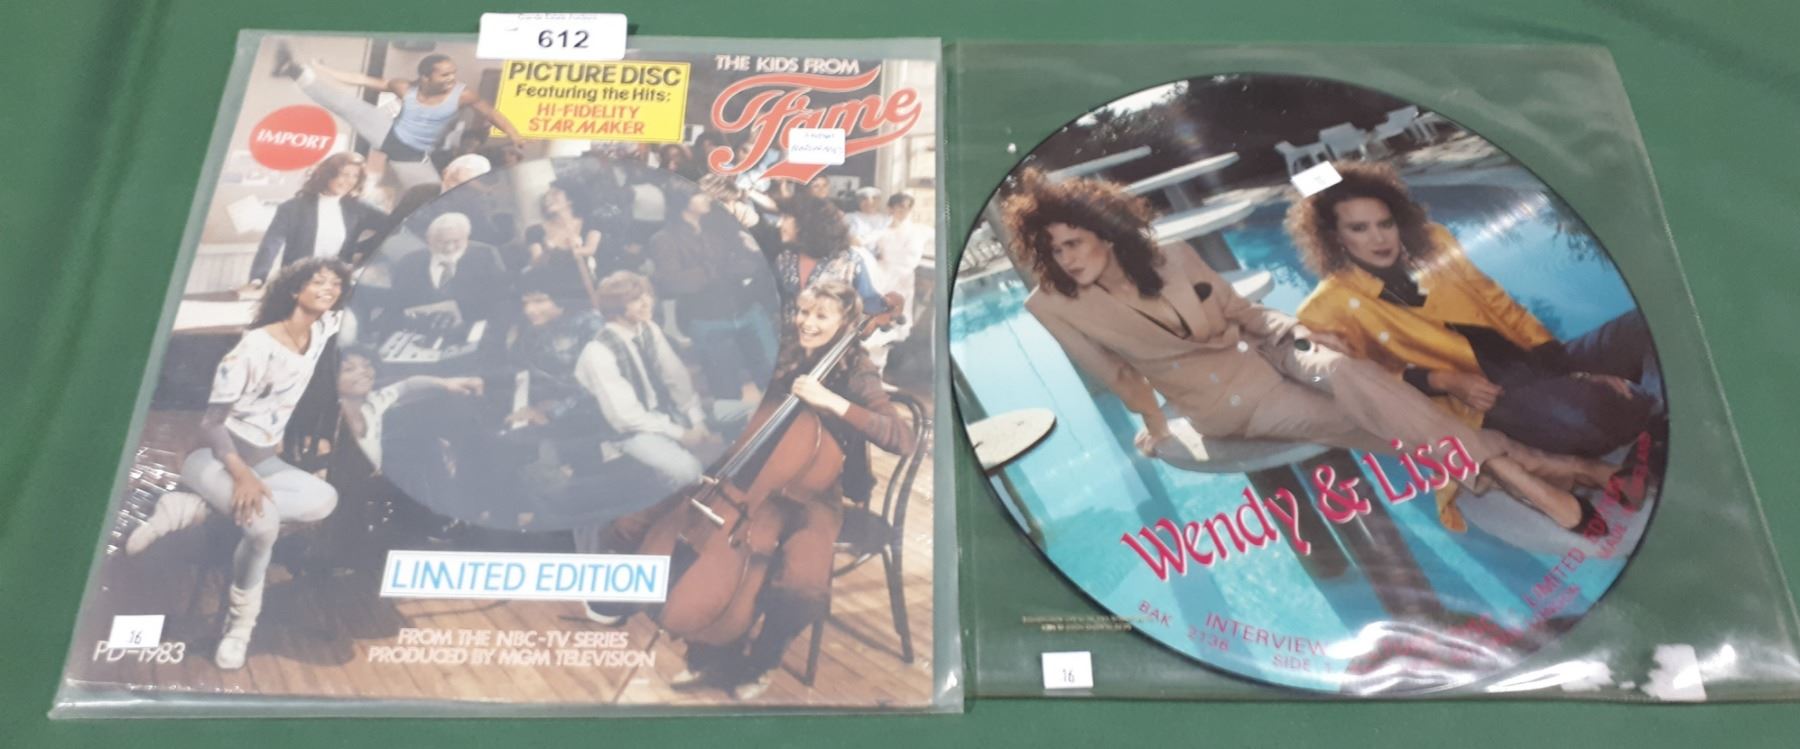 612
PICTURE DISC
Featuring the Hits:
HI-FIDELITY
STARMAKER
THE KIDS FROM
Fame
IMPORT
LIMITED EDITION
16
PD-1983
FROM THE NBC-TV SERIES
PRODUCED BY MGM TELEVISION
Wendy & Lisa
BAK 2138
INTERVIEW
LIMITED EDITION
SIDE 1
MADE
16